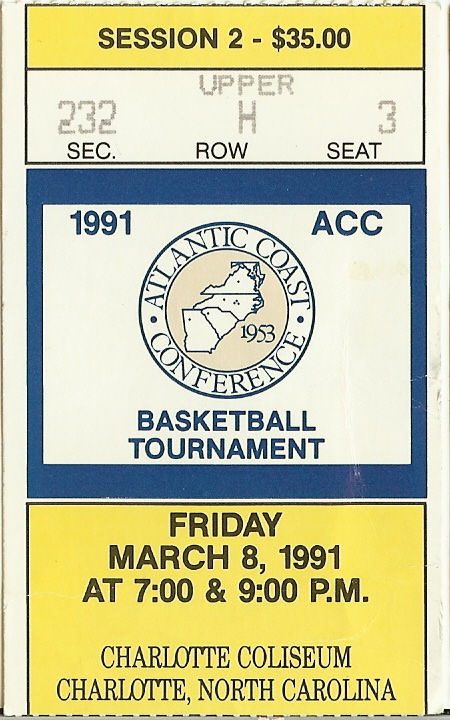 SESSION 2 - $35.00
UPPER
232 H 3
SEC. ROW SEAT
1991 ACC
ATLANTIC COAST
CONFERENCE
1953
BASKETBALL
TOURNAMENT
FRIDAY
MARCH 8, 1991
AT 7:00 & 9:00 P.M.
CHARLOTTE COLISEUM
CHARLOTTE, NORTH CAROLINA